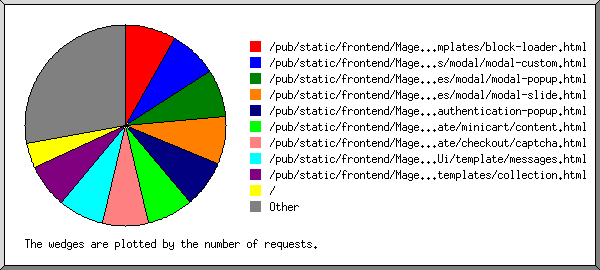 /pub/static/frontend/Mage...mplates/block-loader.html
/pub/static/frontend/Mage...s/modal/modal-custom.html
/pub/static/frontend/Mage...es/modal/modal-popup.html
/pub/static/frontend/Mage...es/modal/modal-slide.html
/pub/static/frontend/Mage...authentication-popup.html
/pub/static/frontend/Mage...ate/minicart/content.html
/pub/static/frontend/Mage...ate/checkout/captcha.html
/pub/static/frontend/Mage...Ui/template/messages.html
/pub/static/frontend/Mage...templates/collection.html
/
Other
The wedges are plotted by the number of requests.